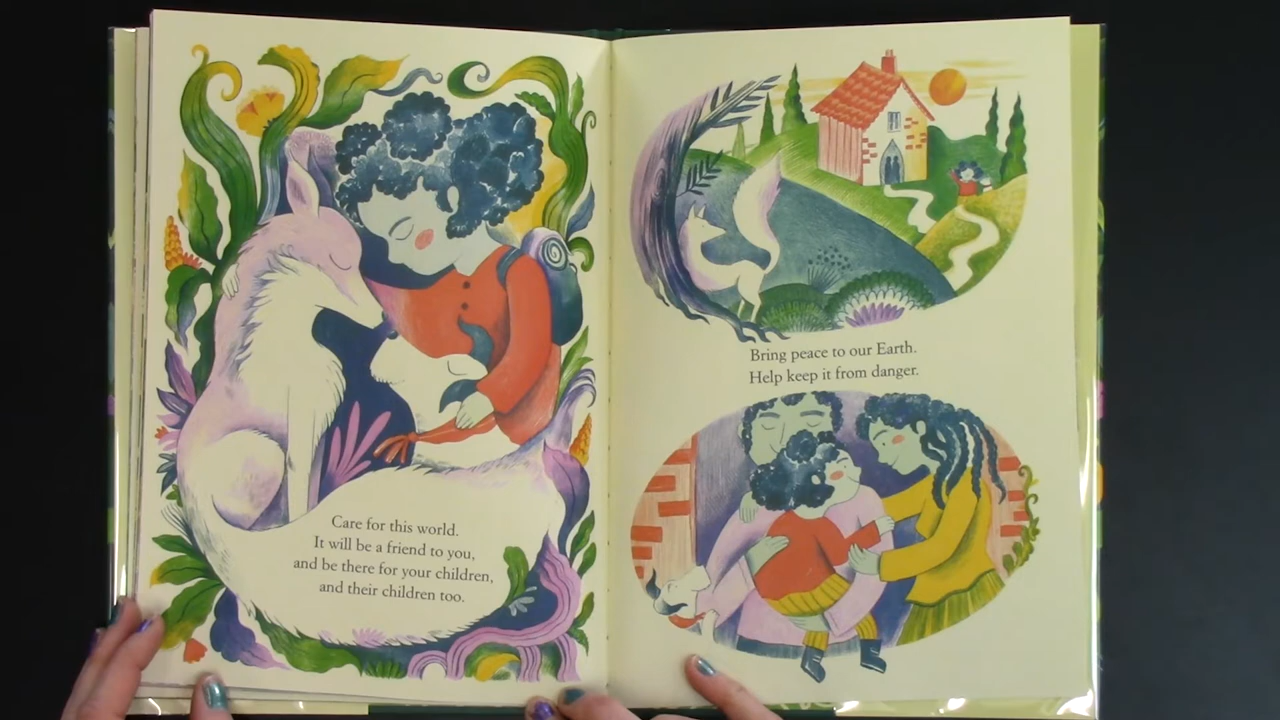 Care for this world.
It will be a friend to you,
and be there for your children,
and their children too.
Bring peace to our Earth.
Help keep it from danger.